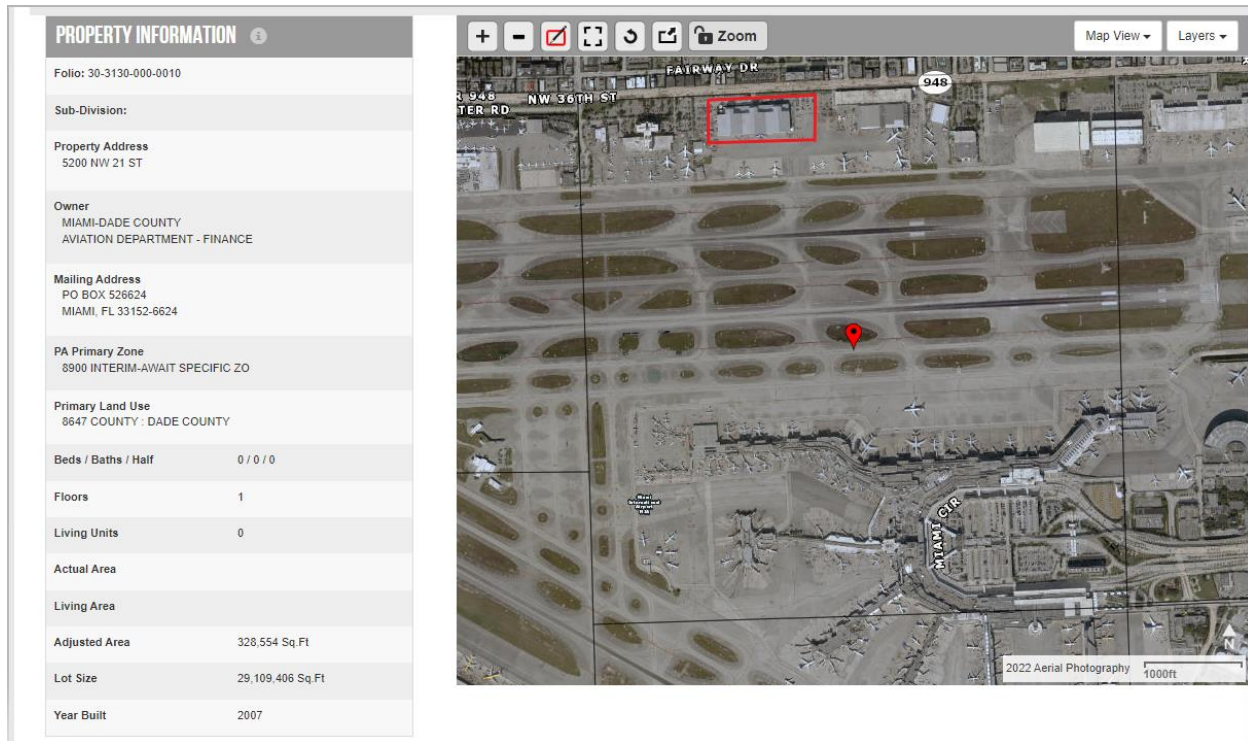 PROPERTY INFORMATION
Folio: 30-3130-000-0010
Sub-Division:
Property Address
5200 NW 21 ST
Owner
MIAMI-DADE COUNTY
AVIATION DEPARTMENT - FINANCE
Mailing Address
PO BOX 526624
MIAMI, FL 33152-6624
PA Primary Zone
8900 INTERIM-AWAIT SPECIFIC ZO
Primary Land Use
8647 COUNTY : DADE COUNTY
Beds / Baths / Half 0 / 0 / 0
Floors 1
Living Units 0
Actual Area
Living Area
Adjusted Area 328,554 Sq.Ft
Lot Size 29,109,406 Sq.Ft
Year Built 2007
Zoom
Map View
Layers
FAIRWAY DR
948
R 948
NW 36TH ST
TER RD
Miami
International
Airport
MIAMI CIR
N
2022 Aerial Photography
1000ft